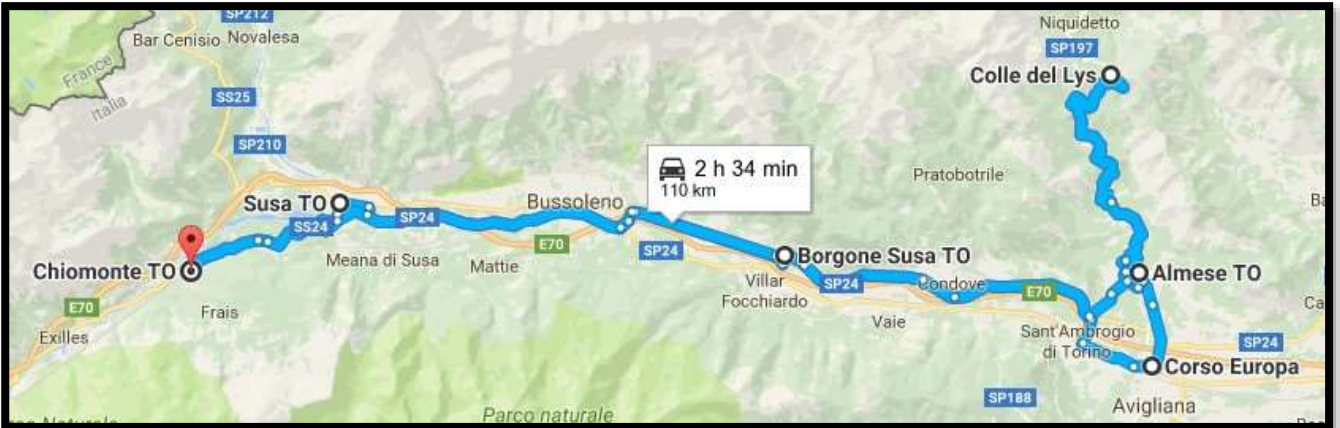 SP212
Bar Cenisio
Novalesa
Niquidetto
SP197
France
Italia
Colle del Lys
SS25
SP210
2 h 34 min
110 km
Pratobotrile
Susa TO
Bussoleno
SP24
SS24
E70
SP24
Meana di Susa
Mattie
Borgone Susa TO
Chiomonte TO
Almese TO
Villar
Focchiardo
SP24
Condove
E70
E70
Frais
Vaie
Exilles
Sant'Ambrogio
di Torino
SP24
Corso Europa
SP188
Avigliana
Parco naturale